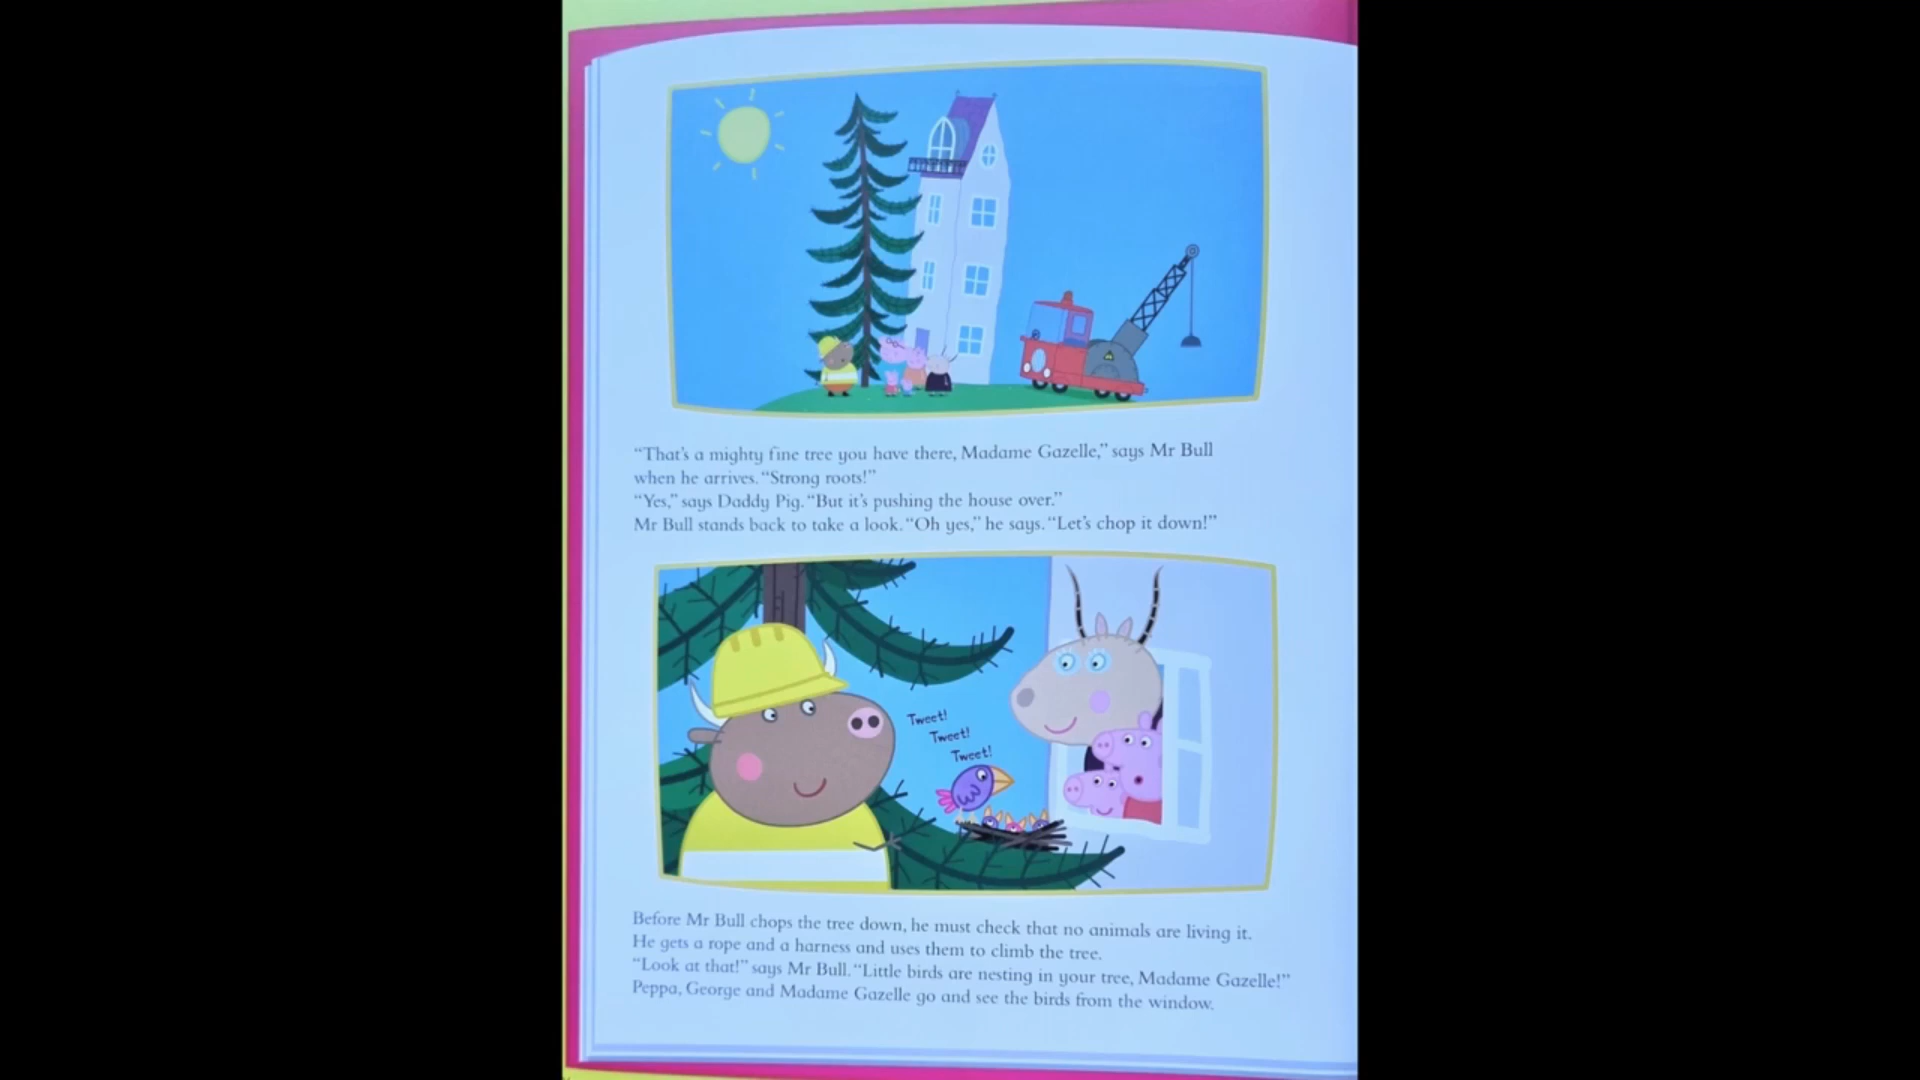 “That’s a mighty fine tree you have there, Madame Gazelle,” says Mr Bull
when he arrives. “Strong roots!”
“Yes,” says Daddy Pig. “But it’s pushing the house over.”
Mr Bull stands back to take a look. “Oh yes,” he says. “Let’s chop it down!”
Tweet!
Tweet!
Tweet!
Before Mr Bull chops the tree down, he must check that no animals are living it.
He gets a rope and a harness and uses them to climb the tree.
“Look at that!” says Mr Bull. “Little birds are nesting in your tree, Madame Gazelle!”
Peppa, George and Madame Gazelle go and see the birds from the window.